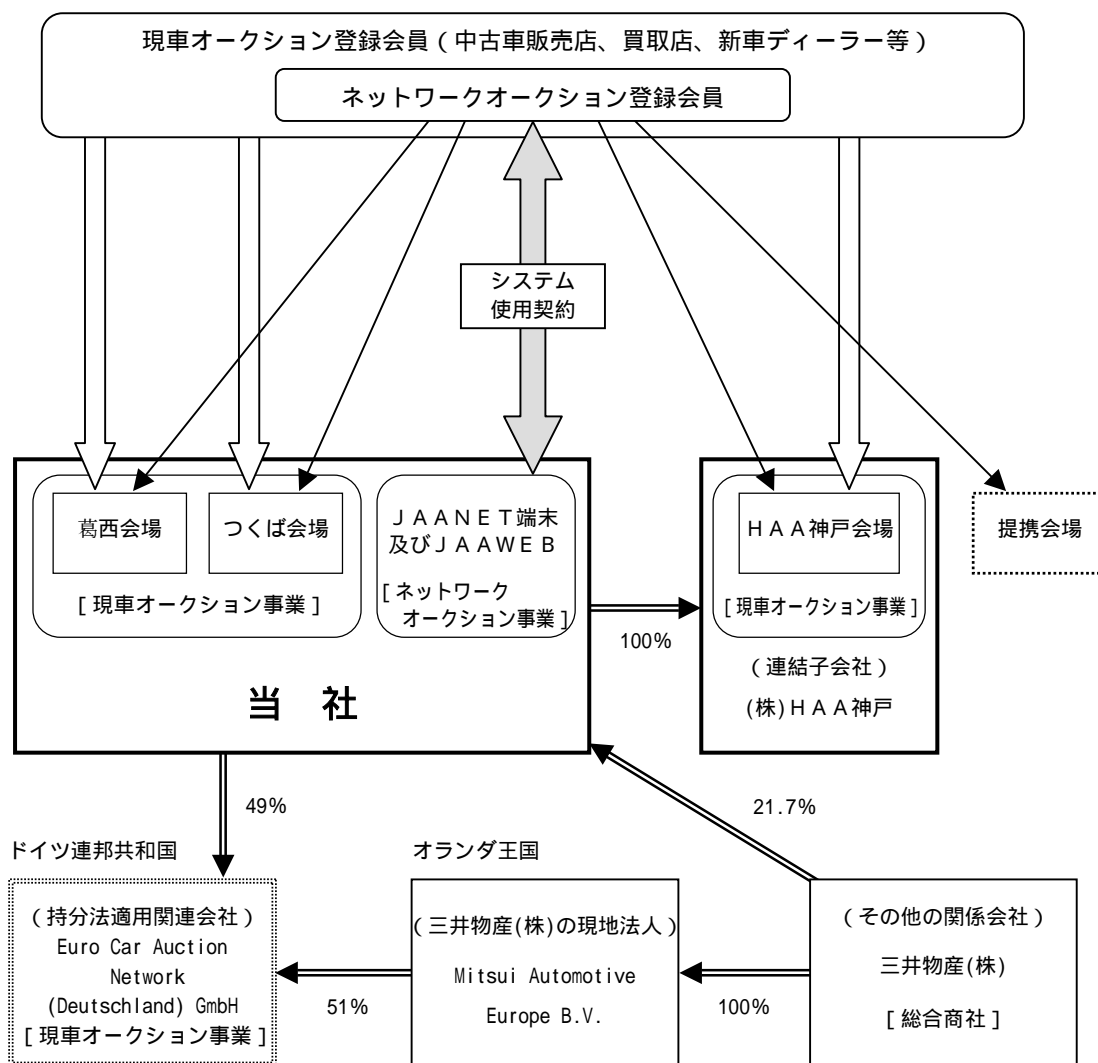 現車オークション登録会員（中古車販売店、買取店、新車ディーラー等）
ネットワークオークション登録会員
システム
使用契約
葛西会場
つくば会場
[ 現車オークション事業 ]
ＪＡＡＮＥＴ端末
及びＪＡＡＷＥＢ
[ ネットワーク
オークション事業 ]
当 社
100%
ＨＡＡ神戸会場
[ 現車オークション事業 ]
（連結子会社）
(株)ＨＡＡ神戸
提携会場
49%
21.7%
ドイツ連邦共和国
（持分法適用関連会社）
Euro Car Auction
Network
(Deutschland) GmbH
[ 現車オークション事業 ]
51%
オランダ王国
（三井物産(株)の現地法人）
Mitsui Automotive
Europe B.V.
100%
（その他の関係会社）
三井物産(株)
[ 総合商社 ]